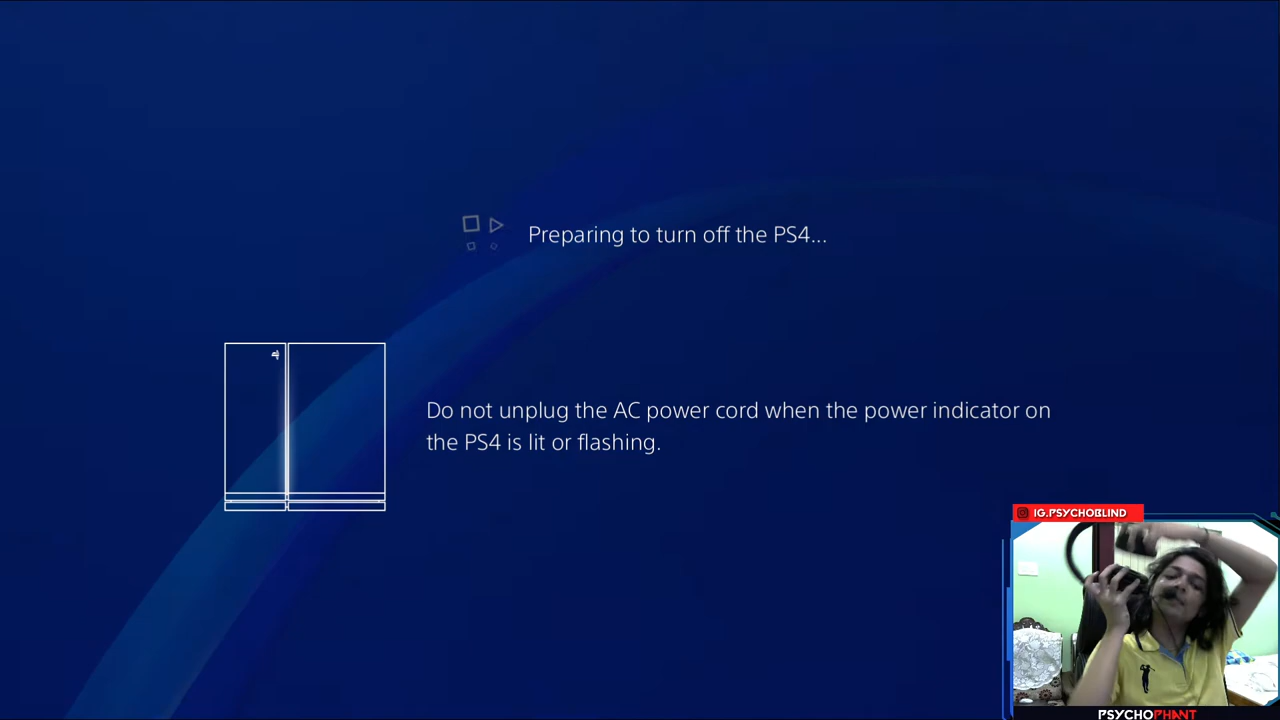 Preparing to turn off the PS4...
Do not unplug the AC power cord when the power indicator on
the PS4 is lit or flashing.
IG.PSYCHOBLIND
PSYCHOPHANT